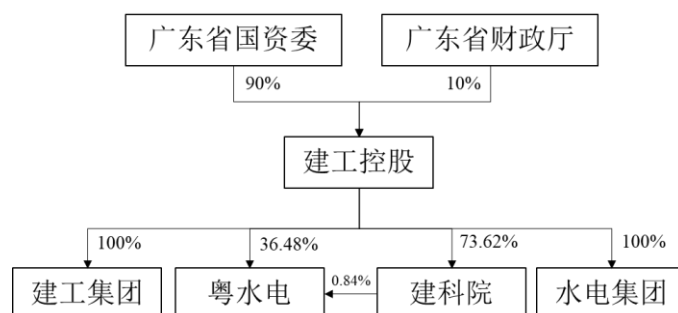 广东省国资委 广东省财政厅
90% 10%
建工控股
100% 36.48% 73.62% 100%
建工集团 粤水电 0.84% 建科院 水电集团